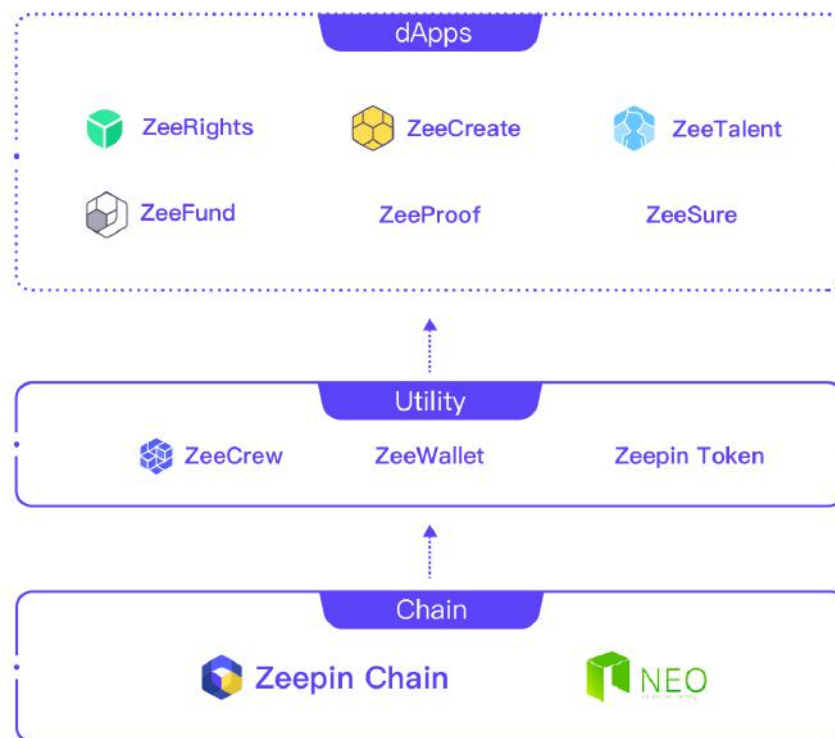 dApps
ZeeRights ZeeCreate ZeeTalent
ZeeFund ZeeProof ZeeSure
Utility
ZeeCrew ZeeWallet Zeepin Token
Chain
Zeepin Chain NEO